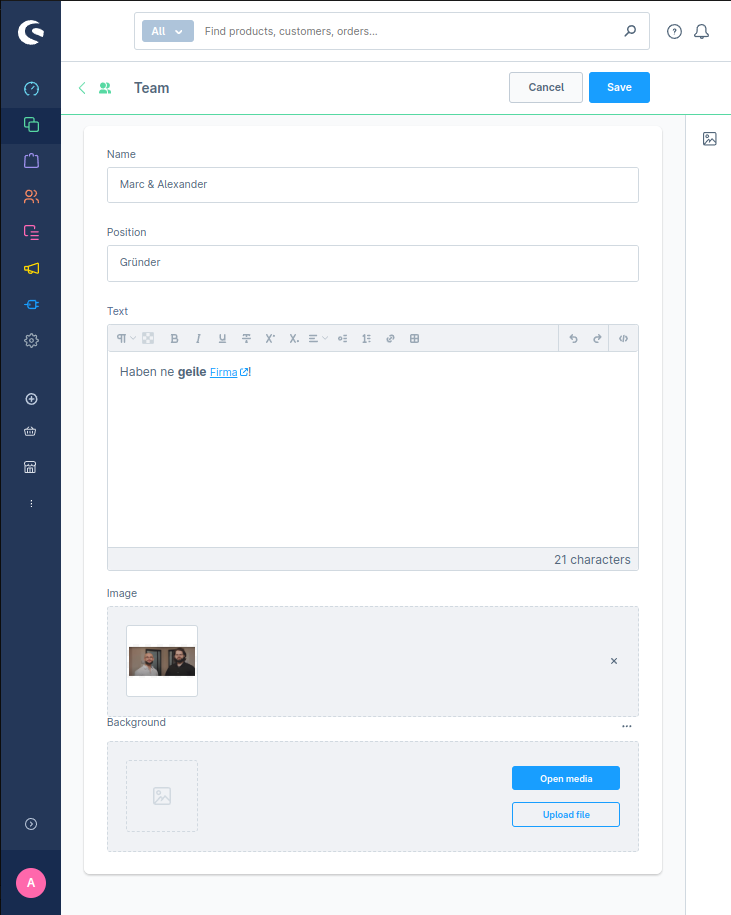 All
Find products, customers, orders...
Team
Cancel
Save
Name
Marc & Alexander
Position
Gründer
Text
Haben ne geile Firma!
21 characters
Image
Background
Open media
Upload file
A